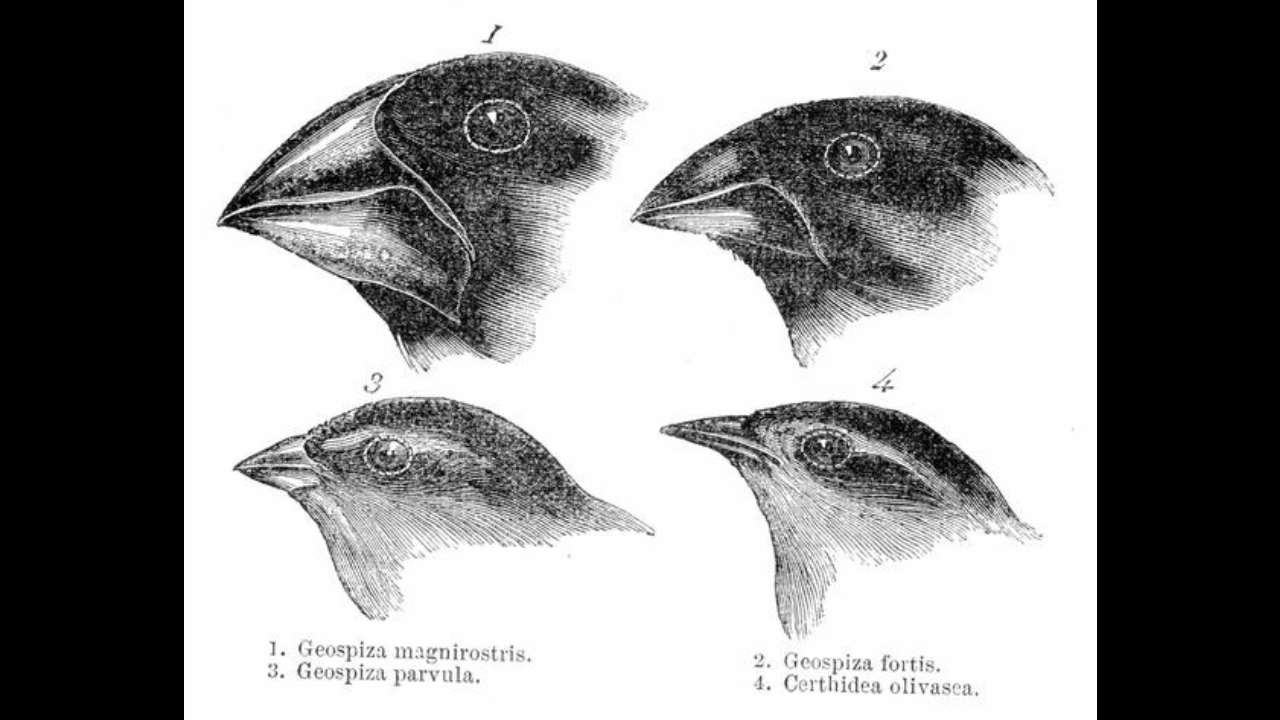 1
2
3
4
1. Geospiza magnirostris.
2. Geospiza fortis.
3. Geospiza parvula.
4. Certhidea olivasea.